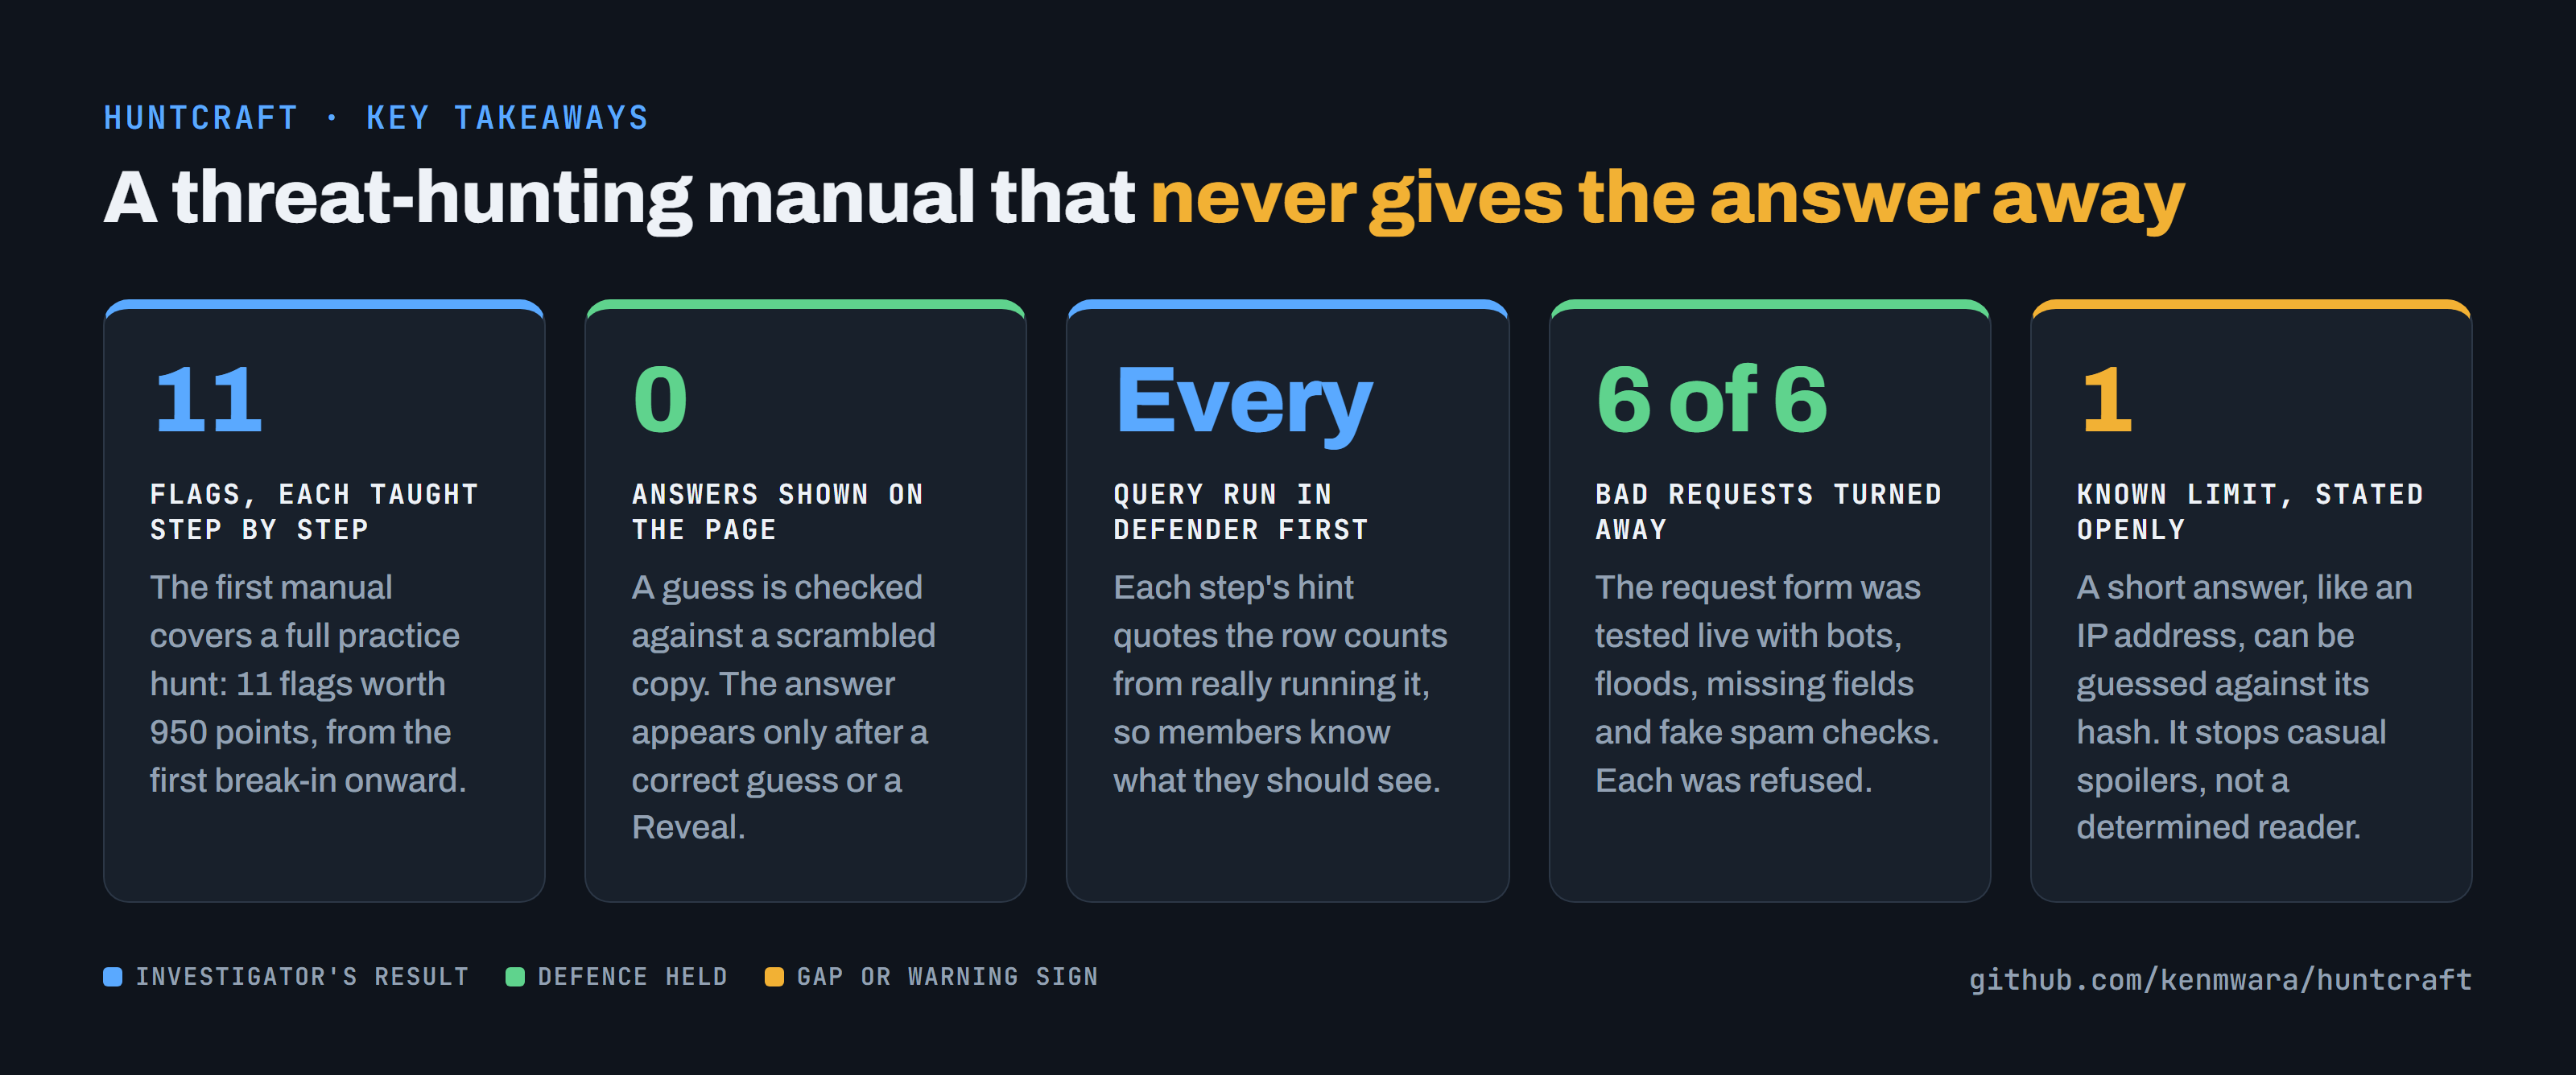 HUNTCRAFT · KEY TAKEAWAYS
A threat-hunting manual that never gives the answer away
11
FLAGS, EACH TAUGHT
STEP BY STEP
The first manual
covers a full practice
hunt: 11 flags worth
950 points, from the
first break-in onward.
0
ANSWERS SHOWN ON
THE PAGE
A guess is checked
against a scrambled
copy. The answer
appears only after a
correct guess or a
Reveal.
Every
QUERY RUN IN
DEFENDER FIRST
Each step's hint
quotes the row counts
from really running it,
so members know
what they should see.
6 of 6
BAD REQUESTS TURNED
AWAY
The request form was
tested live with bots,
floods, missing fields
and fake spam checks.
Each was refused.
1
KNOWN LIMIT, STATED
OPENLY
A short answer, like an
IP address, can be
guessed against its
hash. It stops casual
spoilers, not a
determined reader.
INVESTIGATOR'S RESULT
DEFENCE HELD
GAP OR WARNING SIGN
github.com/kenmwara/huntcraft